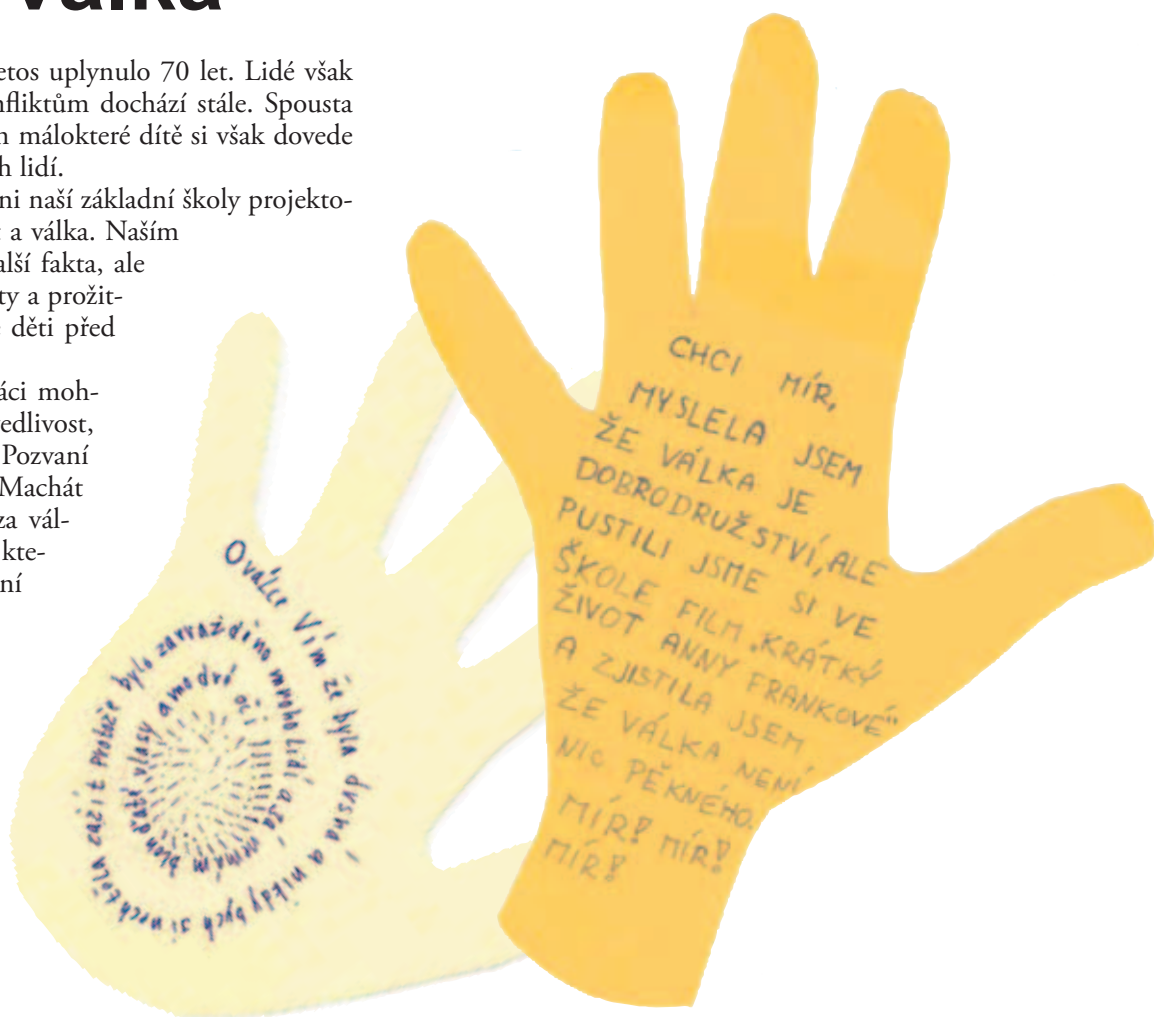 válka
etos uplynulo 70 let. Lidé však
nfliktům dochází stále. Spousta
n málokteré dítě si však dovede
h lidí.
ni naší základní školy projekto-
a válka. Naším
alší fakta, ale
ty a prožit-
děti před
áci moh-
edlivost,
Pozvaní
Machát
za vál-
kte-
ní
O válce Vím že byla drsná a nikdy bych si nechtěla zažít protože bylo zavražděno mnoho lidí a já nemám blonďaté vlasy a modré oči
CHCI MÍR,
MYSLELA JSEM
ŽE VÁLKA JE
DOBRODRUŽSTVÍ, ALE
PUSTILI JSME SI VE
ŠKOLE FILM „KRÁTKÝ
ŽIVOT ANNY FRANKOVÉ"
A ZJISTILA JSEM
ŽE VÁLKA NENÍ
NIC PĚKNÉHO.
MÍR! MÍR!
MÍR!